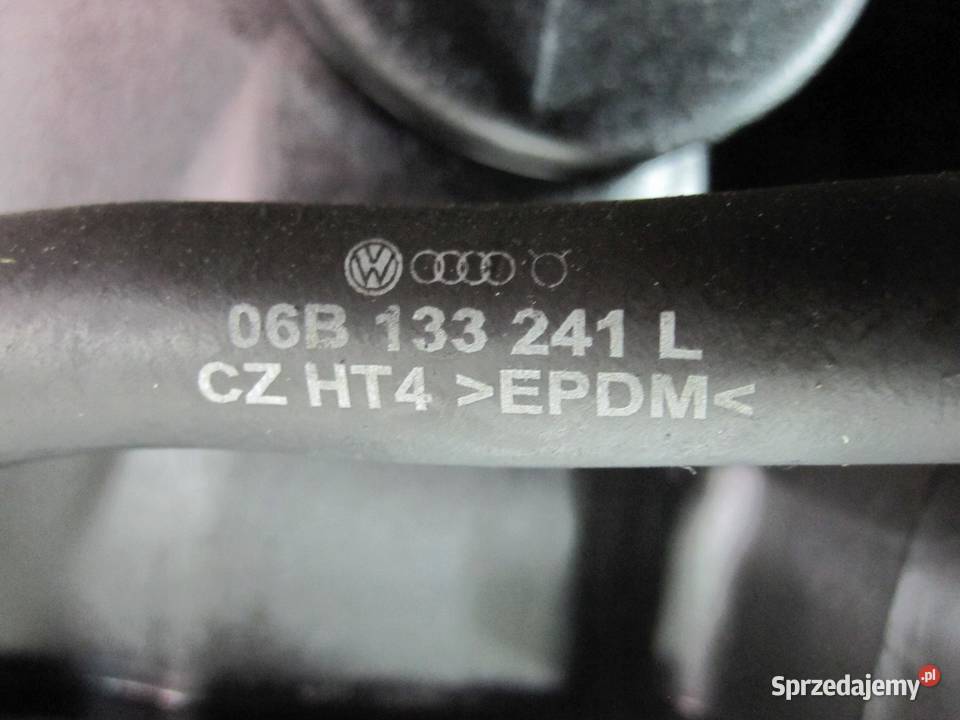 06B 133 241 L
CZ HT4 >EPDM<
Sprzedajemy.pl